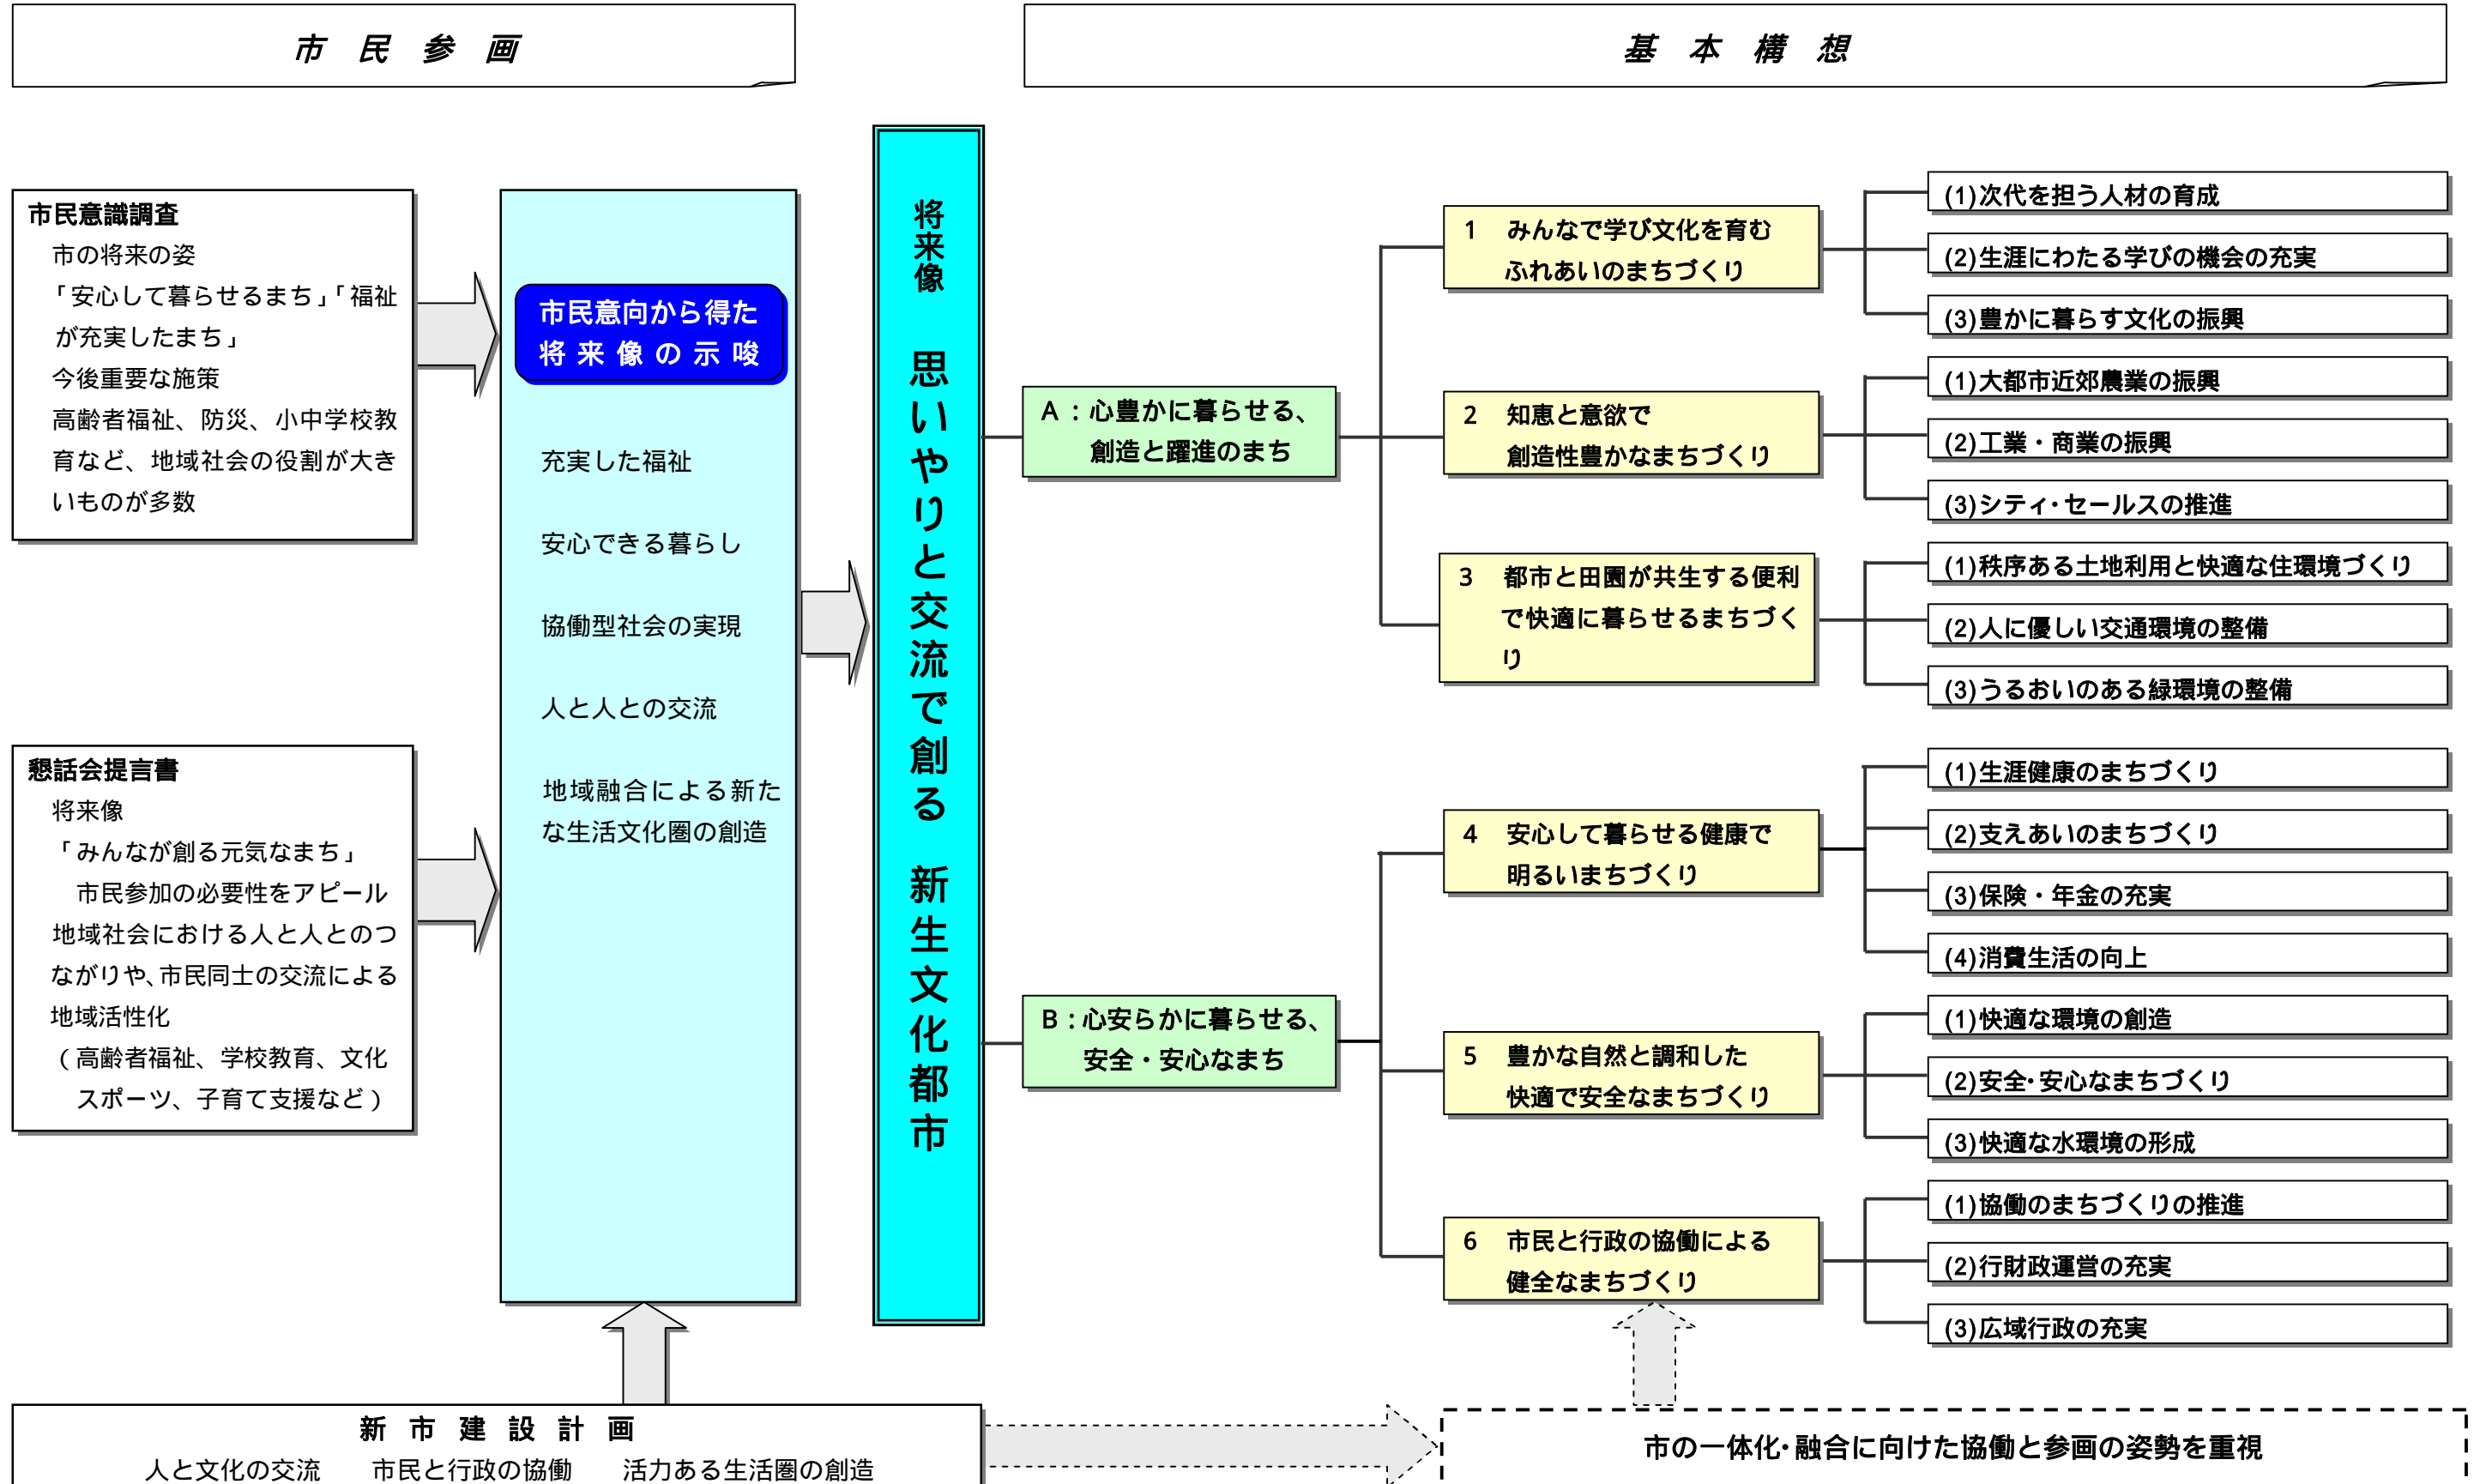 市民参画
基本構想
市民意識調査
市の将来の姿
「安心して暮らせるまち」「福祉
が充実したまち」
今後重要な施策
高齢者福祉、防災、小中学校教
育など、地域社会の役割が大き
いものが多数
懇話会提言書
将来像
「みんなが創る元気なまち」
市民参加の必要性をアピール
地域社会における人と人とのつ
ながりや、市民同士の交流による
地域活性化
(高齢者福祉、学校教育、文化
スポーツ、子育て支援など)
市民意向から得た
将来像の示唆
充実した福祉
安心できる暮らし
協働型社会の実現
人と人との交流
地域融合による新た
な生活文化圏の創造
将来像 思いやりと交流で創る 新生文化都市
A:心豊かに暮らせる、
創造と躍進のまち
1 みんなで学び文化を育む
ふれあいのまちづくり
(1)次代を担う人材の育成
(2)生涯にわたる学びの機会の充実
(3)豊かに暮らす文化の振興
2 知恵と意欲で
創造性豊かなまちづくり
(1)大都市近郊農業の振興
(2)工業・商業の振興
(3)シティ・セールスの推進
3 都市と田園が共生する便利
で快適に暮らせるまちづく
り
(1)秩序ある土地利用と快適な住環境づくり
(2)人に優しい交通環境の整備
(3)うるおいのある緑環境の整備
B:心安らかに暮らせる、
安全・安心なまち
4 安心して暮らせる健康で
明るいまちづくり
(1)生涯健康のまちづくり
(2)支えあいのまちづくり
(3)保険・年金の充実
(4)消費生活の向上
5 豊かな自然と調和した
快適で安全なまちづくり
(1)快適な環境の創造
(2)安全・安心なまちづくり
(3)快適な水環境の形成
6 市民と行政の協働による
健全なまちづくり
(1)協働のまちづくりの推進
(2)行財政運営の充実
(3)広域行政の充実
新市建設計画
人と文化の交流 市民と行政の協働 活力ある生活圏の創造
市の一体化・融合に向けた協働と参画の姿勢を重視